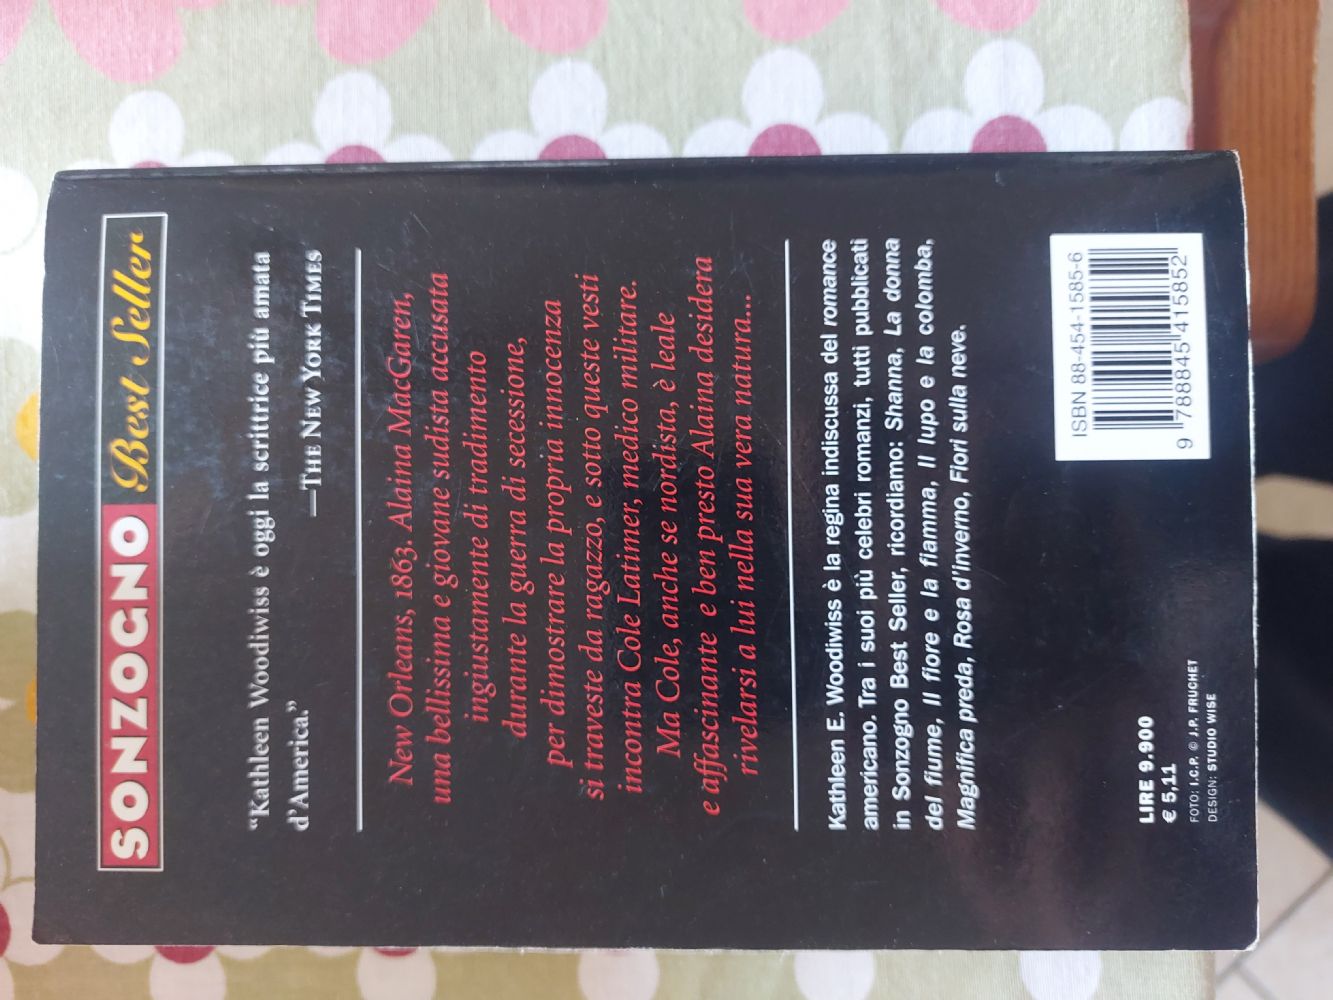 SONZOGNO Best Seller
“Kathleen Woodiwiss è oggi la scrittrice più amata
d’America.”
—THE NEW YORK TIMES
New Orleans, 1863. Alaina MacGaren,
una bellissima e giovane sudista accusata
ingiustamente di tradimento
durante la guerra di secessione,
per dimostrare la propria innocenza
si traveste da ragazzo, e sotto queste vesti
incontra Cole Latimer, medico militare.
Ma Cole, anche se nordista, è leale
e affascinante e ben presto Alaina desidera
rivelarsi a lui nella sua vera natura...
Kathleen E. Woodiwiss è la regina indiscussa del romance
americano. Tra i suoi più celebri romanzi, tutti pubblicati
in Sonzogno Best Seller, ricordiamo: Shanna, La donna
del fiume, Il fiore e la fiamma, Il lupo e la colomba,
Magnifica preda, Rosa d’inverno, Fiori sulla neve.
LIRE 9.900
€ 5,11
FOTO: I.C.P. © J.P. FRUCHET
DESIGN: STUDIO WISE
ISBN 88-454-1585-6
9 788845 415852